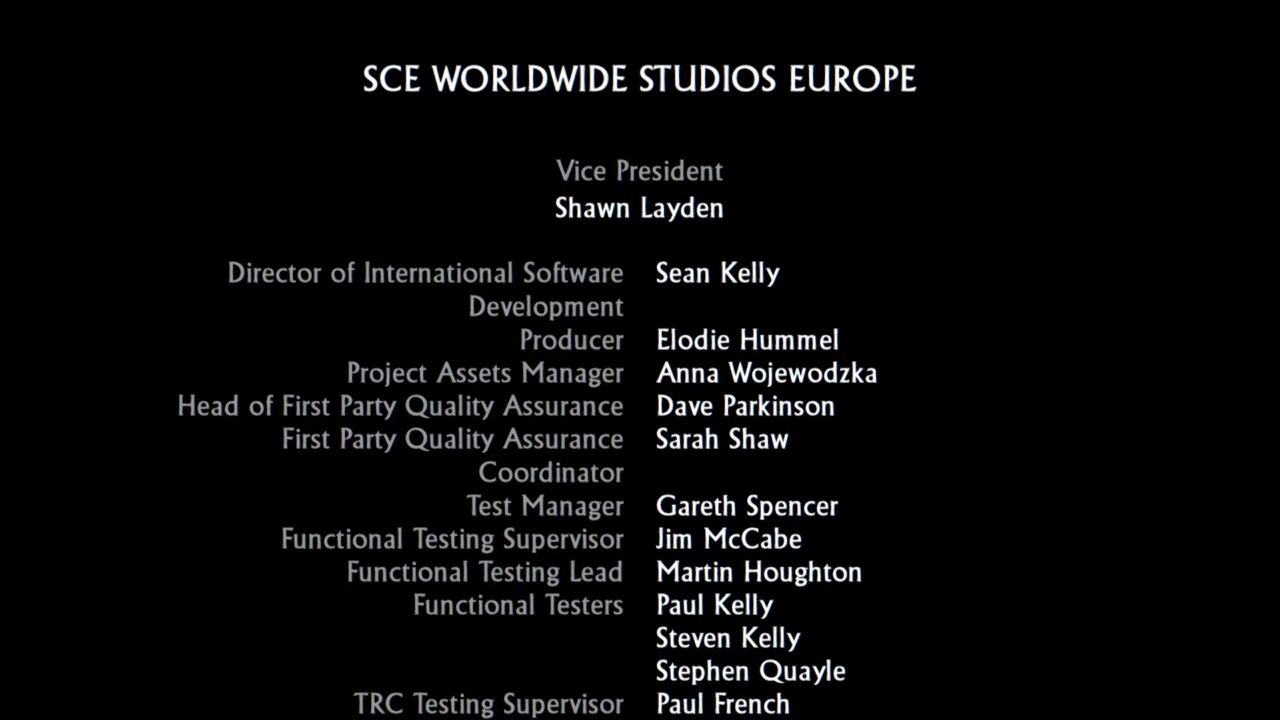 SCE WORLDWIDE STUDIOS EUROPE
Vice President
Shawn Layden
Director of International Software Sean Kelly
Development
Producer Elodie Hummel
Project Assets Manager Anna Wojewodzka
Head of First Party Quality Assurance Dave Parkinson
First Party Quality Assurance Sarah Shaw
Coordinator
Test Manager Gareth Spencer
Functional Testing Supervisor Jim McCabe
Functional Testing Lead Martin Houghton
Functional Testers Paul Kelly
Steven Kelly
Stephen Quayle
TRC Testing Supervisor Paul French